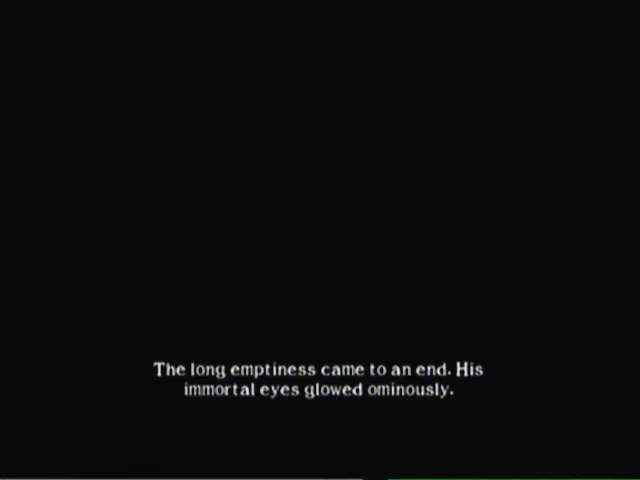 The long emptiness came to an end. His
immortal eyes glowed ominously.